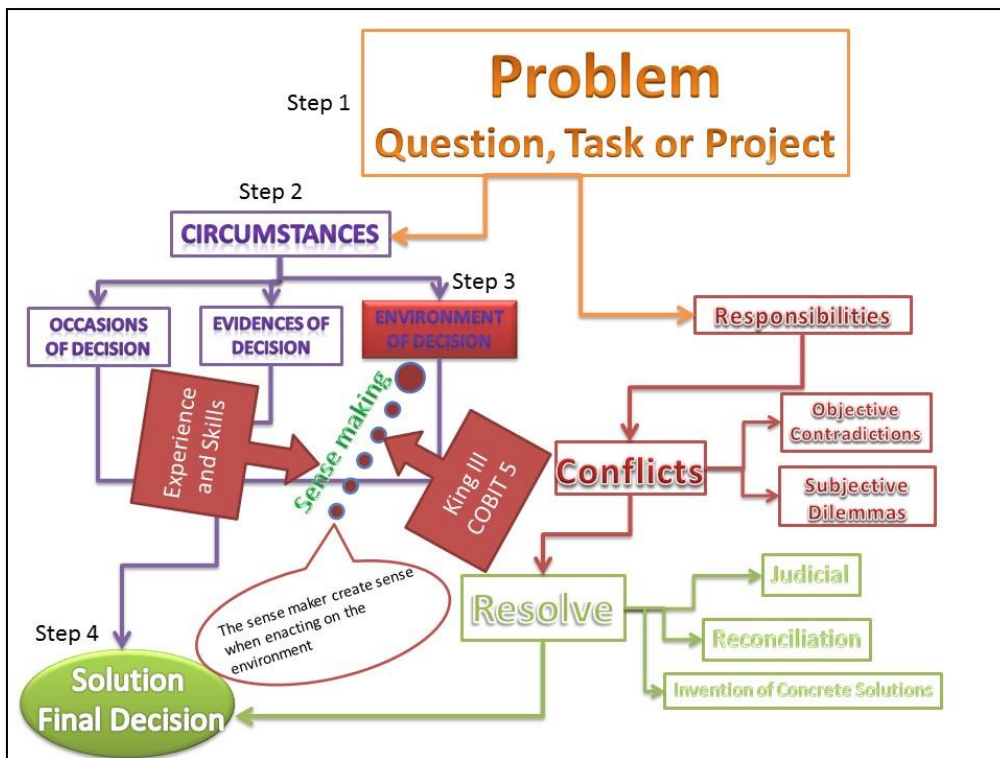 Step 1
Problem
Question, Task or Project
Step 2
CIRCUMSTANCES
Step 3
OCCASIONS
OF DECISION
EVIDENCES OF
DECISION
ENVIRONMENT
OF DECISION
Responsibilities
Experience
and Skills
Sense making
King III
COBIT 5
Conflicts
Objective
Contradictions
Subjective
Dilemmas
The sense maker create sense
when enacting on the
environment
Resolve
Judicial
Reconciliation
Invention of Concrete Solutions
Step 4
Solution
Final Decision